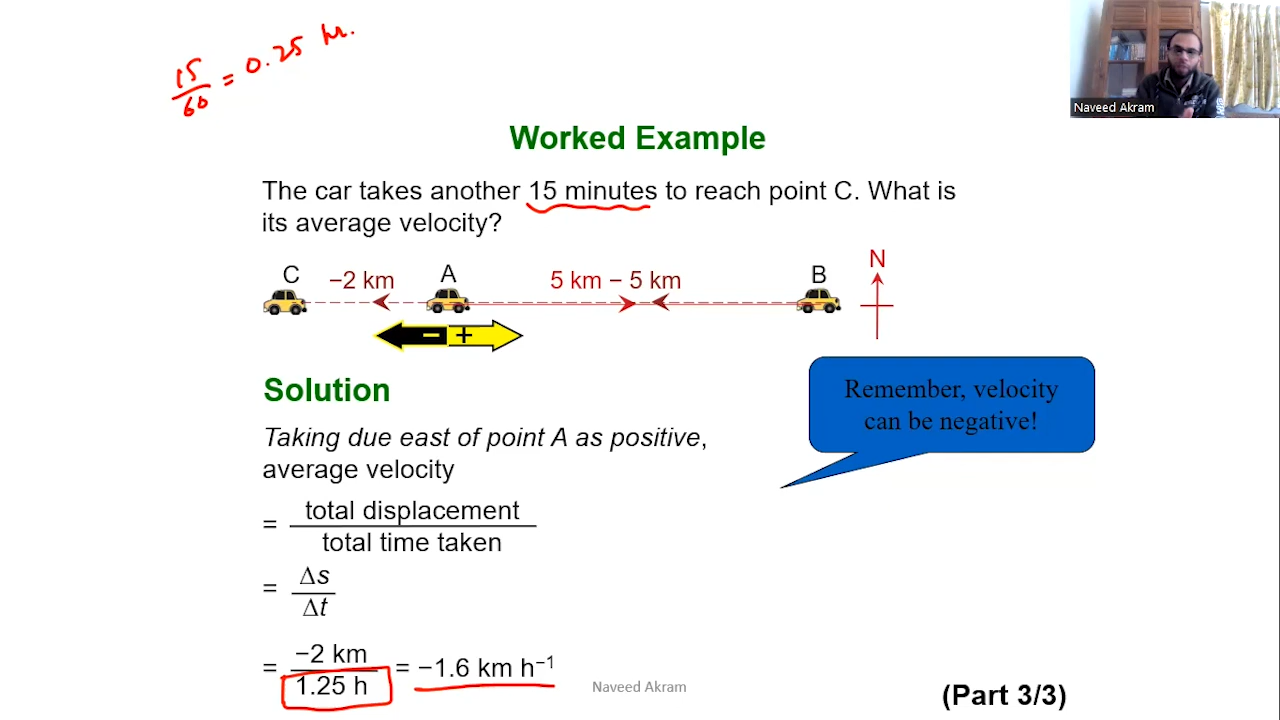 15/60 = 0.25 hr.
Naveed Akram
Worked Example
The car takes another 15 minutes to reach point C. What is
its average velocity?
N
C −2 km A 5 km − 5 km B
− +
Remember, velocity
can be negative!
Solution
Taking due east of point A as positive,
average velocity
= total displacement
total time taken
= Δs
Δt
= −2 km
1.25 h
= −1.6 km h⁻¹
Naveed Akram
(Part 3/3)